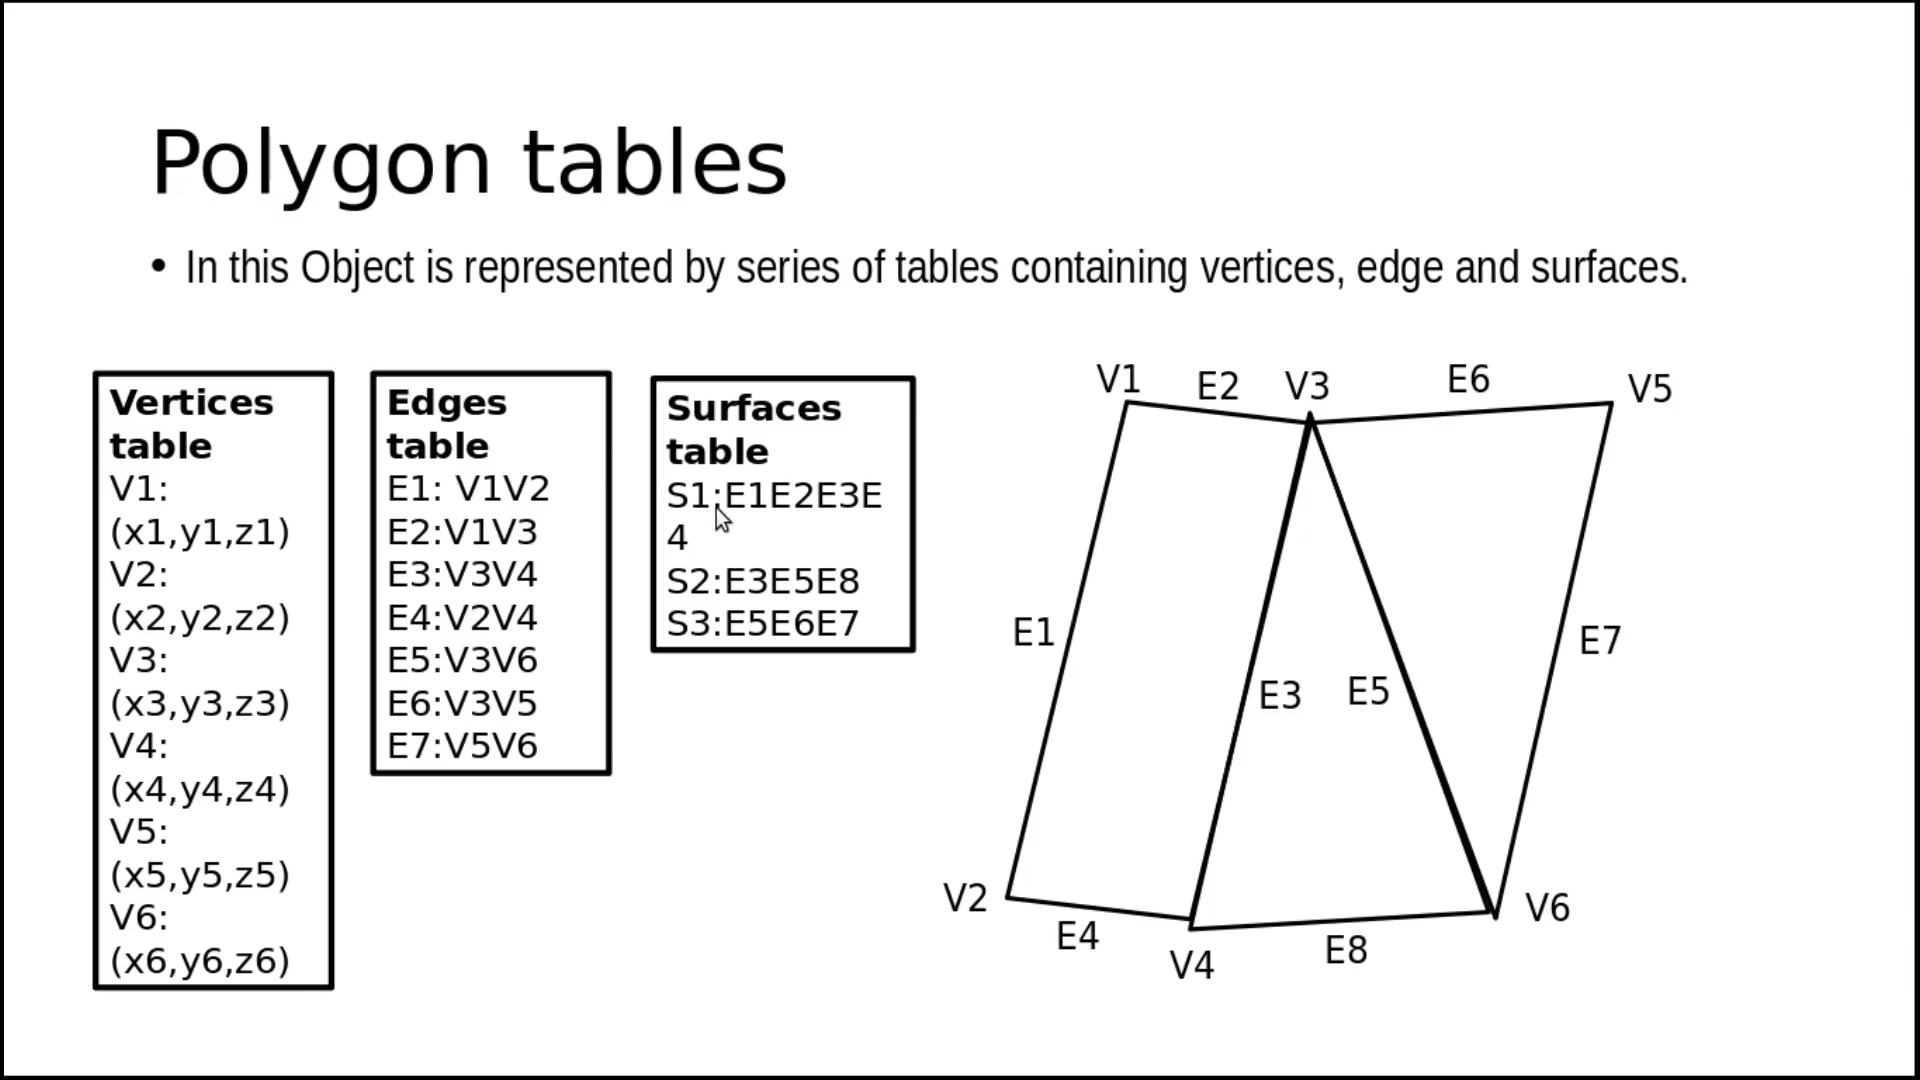 Polygon tables
• In this Object is represented by series of tables containing vertices, edge and surfaces.
Vertices
table
V1:
(x1,y1,z1)
V2:
(x2,y2,z2)
V3:
(x3,y3,z3)
V4:
(x4,y4,z4)
V5:
(x5,y5,z5)
V6:
(x6,y6,z6)
Edges
table
E1: V1V2
E2:V1V3
E3:V3V4
E4:V2V4
E5:V3V6
E6:V3V5
E7:V5V6
Surfaces
table
S1:E1E2E3E
4
S2:E3E5E8
S3:E5E6E7
V1
E2
V3
E6
V5
E1
E3
E5
E7
V2
E4
V4
E8
V6